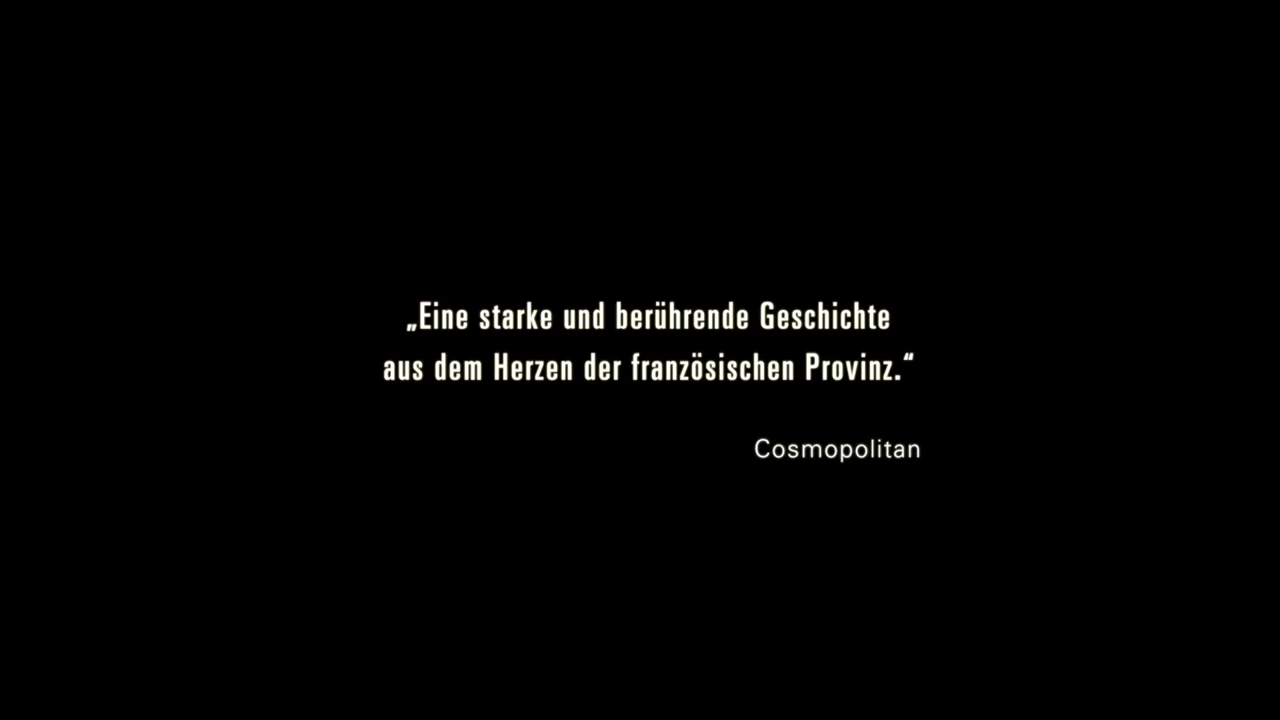 „Eine starke und berührende Geschichte
aus dem Herzen der französischen Provinz.“
Cosmopolitan